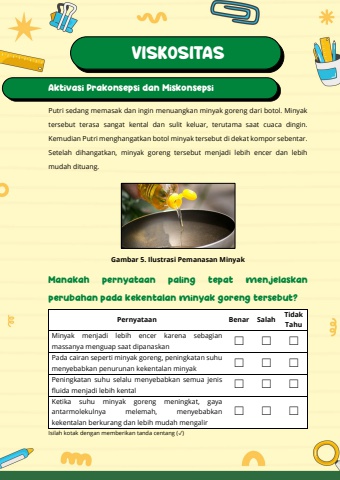 VISKOSITAS
Aktivasi Prakonsepsi dan Miskonsepsi
Putri sedang memasak dan ingin menuangkan minyak goreng dari botol. Minyak
tersebut terasa sangat kental dan sulit keluar, terutama saat cuaca dingin.
Kemudian Putri menghangatkan botol minyak tersebut di dekat kompor sebentar.
Setelah dihangatkan, minyak goreng tersebut menjadi lebih encer dan lebih
mudah dituang.
Gambar 5. Ilustrasi Pemanasan Minyak
Manakah pernyataan paling tepat menjelaskan
perubahan pada kekentalan minyak goreng tersebut?
Pernyataan Benar Salah Tidak
Tahu
Minyak menjadi lebih encer karena sebagian
massanya menguap saat dipanaskan
Pada cairan seperti minyak goreng, peningkatan suhu
menyebabkan penurunan kekentalan minyak
Peningkatan suhu selalu menyebabkan semua jenis
fluida menjadi lebih kental
Ketika suhu minyak goreng meningkat, gaya
antarmolekulnya melemah, menyebabkan
kekentalan berkurang dan lebih mudah mengalir
Isilah kotak dengan memberikan tanda centang (✓)